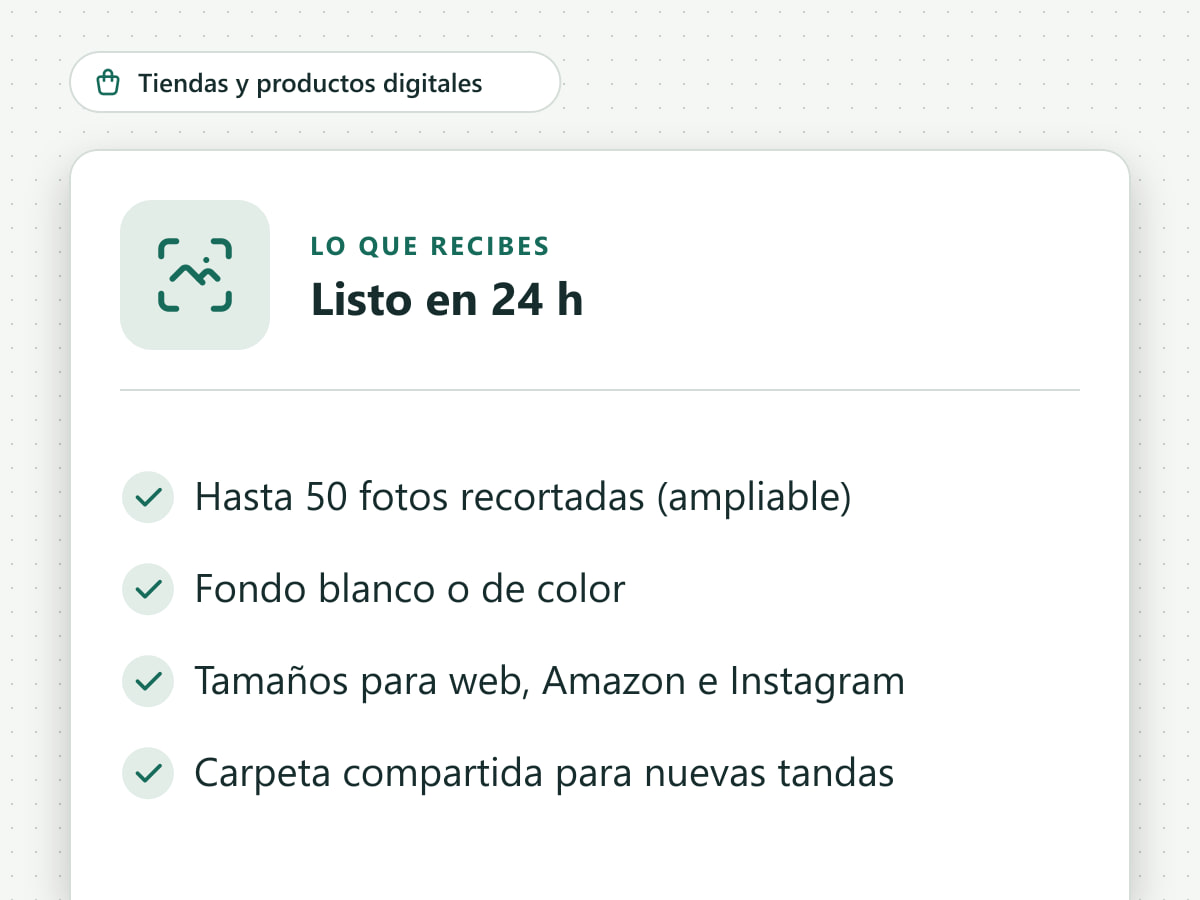 Tiendas y productos digitales
LO QUE RECIBES
Listo en 24 h
Hasta 50 fotos recortadas (ampliable)
Fondo blanco o de color
Tamaños para web, Amazon e Instagram
Carpeta compartida para nuevas tandas